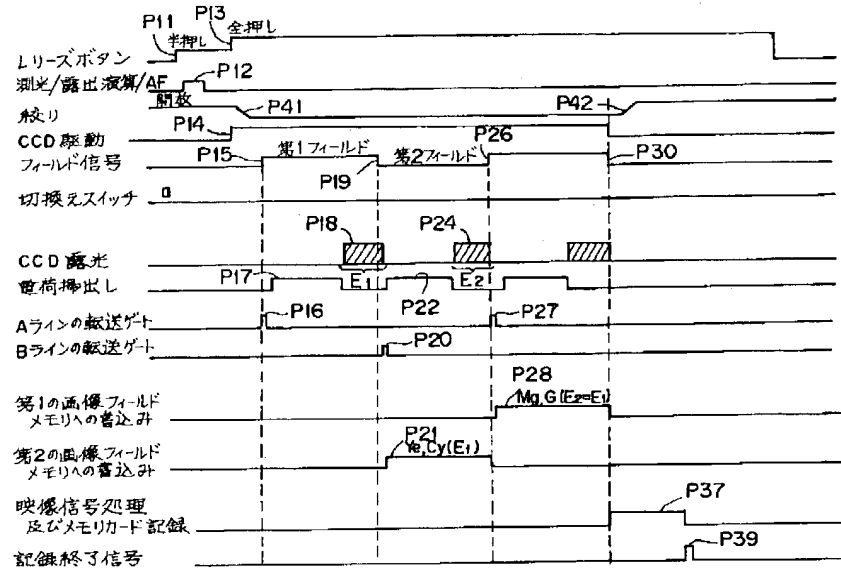 P11
P13
半押し
全押し
レリーズボタン
P12
測光/露出演算/AF
開放
絞り
P41
P42
P14
CCD駆動
P26
P15
第1フィールド
第2フィールド
P30
フィールド信号
P19
切換えスイッチ
P18
P24
CCD露光
P17
E1
P22
E2
電荷掃出し
P16
P27
Aラインの転送ゲート
P20
Bラインの転送ゲート
P28
第1の画像フィールド
メモリへの書込み
Mg,G(E2=E1)
P21
第2の画像フィールド
メモリへの書込み
Ye,Cy(E1)
映像信号処理
及びメモリカード記録
P37
P39
記録終了信号